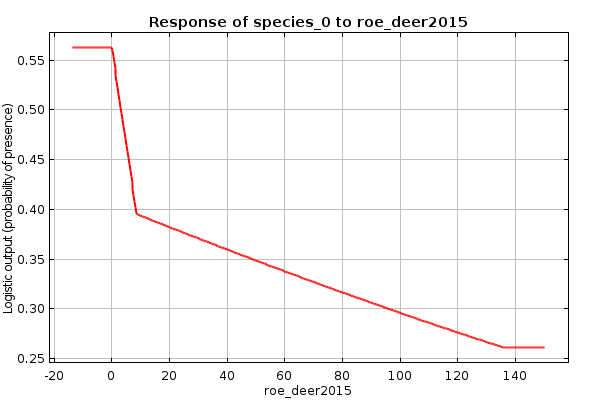 Response of species_0 to roe_deer2015
Logistic output (probability of presence)
0.55
0.50
0.45
0.40
0.35
0.30
0.25
-20 0 20 40 60 80 100 120 140
roe_deer2015